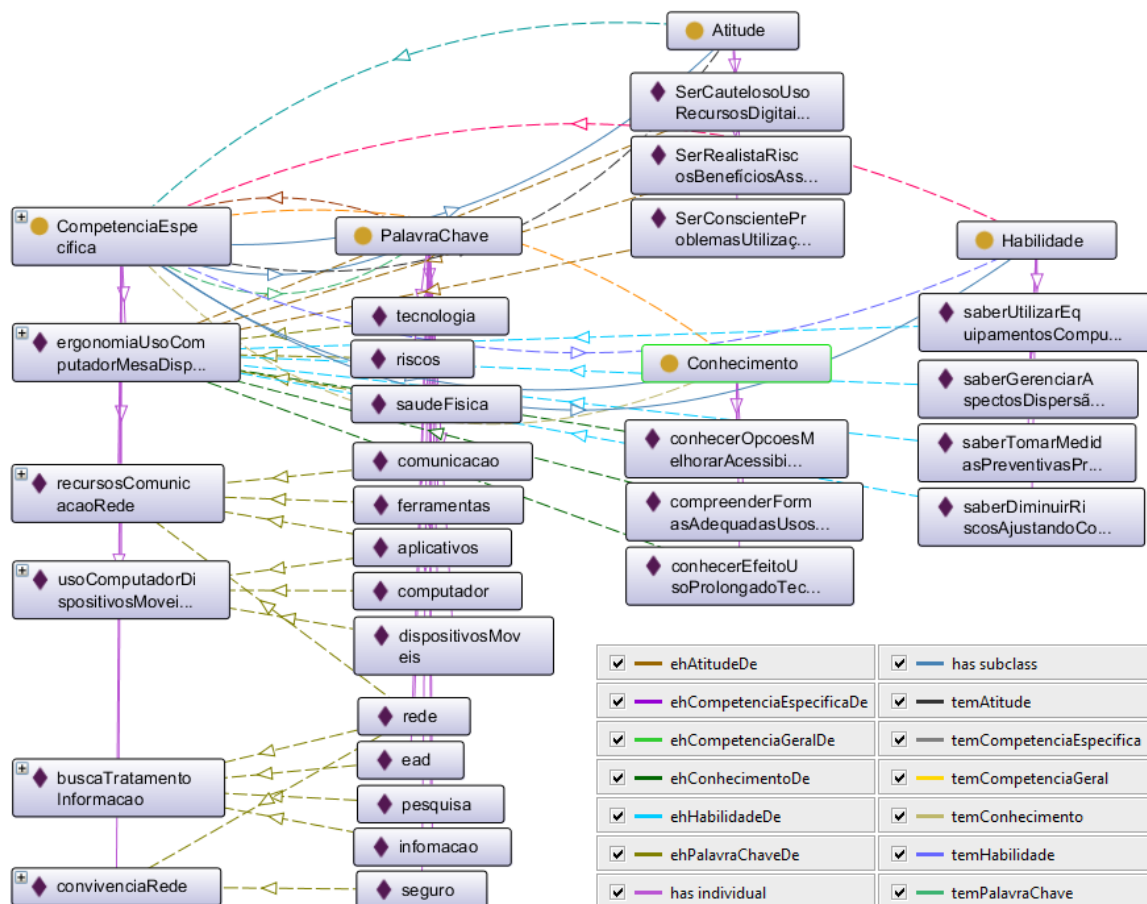 Atitude
SerCautelosoUso
RecursosDigitai...
SerRealistaRisc
osBenefíciosAss...
SerConscientePr
oblemasUtilizaç...
CompetenciaEspe
cifica
PalavraChave
Habilidade
tecnologia
riscos
saudeFisica
comunicacao
ferramentas
aplicativos
computador
dispositivosMov
eis
rede
ead
pesquisa
infomacao
seguro
ergonomiaUsoCom
putadorMesaDisp...
recursosComunic
acaoRede
usoComputadorDi
spositivosMovei...
buscaTratamento
Informacao
convivenciaRede
Conhecimento
conhecerOpcoesM
elhorarAcessibi...
compreenderForm
asAdequadasUsos...
conhecerEfeitoU
soProlongadoTec...
saberUtilizarEq
uipamentosCompu...
saberGerenciarA
spectosDispersã...
saberTomarMedid
asPreventivasPr...
saberDiminuirRi
scosAjustandoCo...
ehAtitudeDe
ehCompetenciaEspecificaDe
ehCompetenciaGeralDe
ehConhecimentoDe
ehHabilidadeDe
ehPalavraChaveDe
has individual
has subclass
temAtitude
temCompetenciaEspecifica
temCompetenciaGeral
temConhecimento
temHabilidade
temPalavraChave